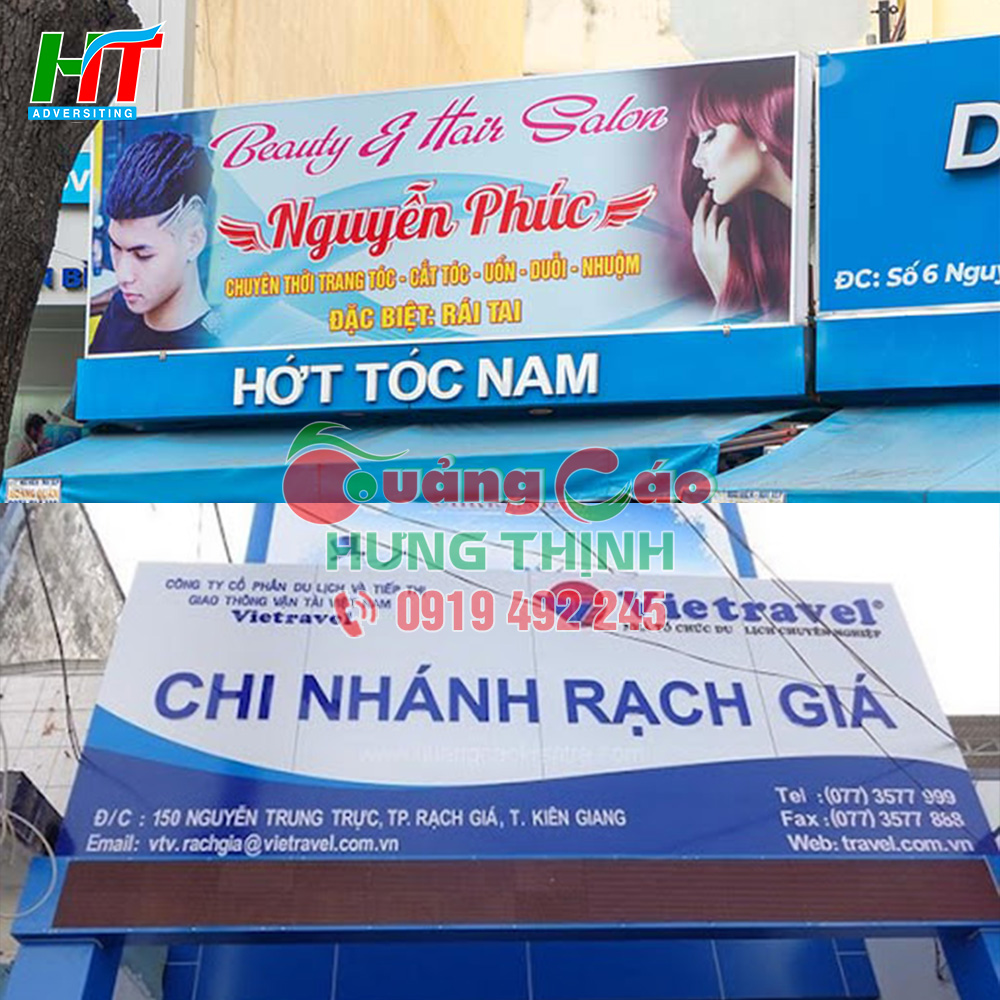 HT
ADVERSITING
Beauty & Hair Salon
Nguyễn Phúc
CHUYÊN THỜI TRANG TÓC - CẮT TÓC - UỐN - DUỖI - NHUỘM
ĐẶC BIỆT: RÁI TAI
HỚT TÓC NAM
D
ĐC: Số 6 Nguy
Quảng Cáo
HƯNG THỊNH
0919 492 245
CÔNG TY CỔ PHẦN DU LỊCH VÀ TIẾP THỊ
GIAO THÔNG VẬN TẢI VIỆT NAM
Vietravel
Vietravel®
NHÀ TỔ CHỨC DU LỊCH CHUYÊN NGHIỆP
CHI NHÁNH RẠCH GIÁ
Đ/C : 150 NGUYỄN TRUNG TRỰC, TP. RẠCH GIÁ, T. KIÊN GIANG
Email: vtv.rachgia@vietravel.com.vn
Tel : (077) 3577 999
Fax : (077) 3577 888
Web: travel.com.vn